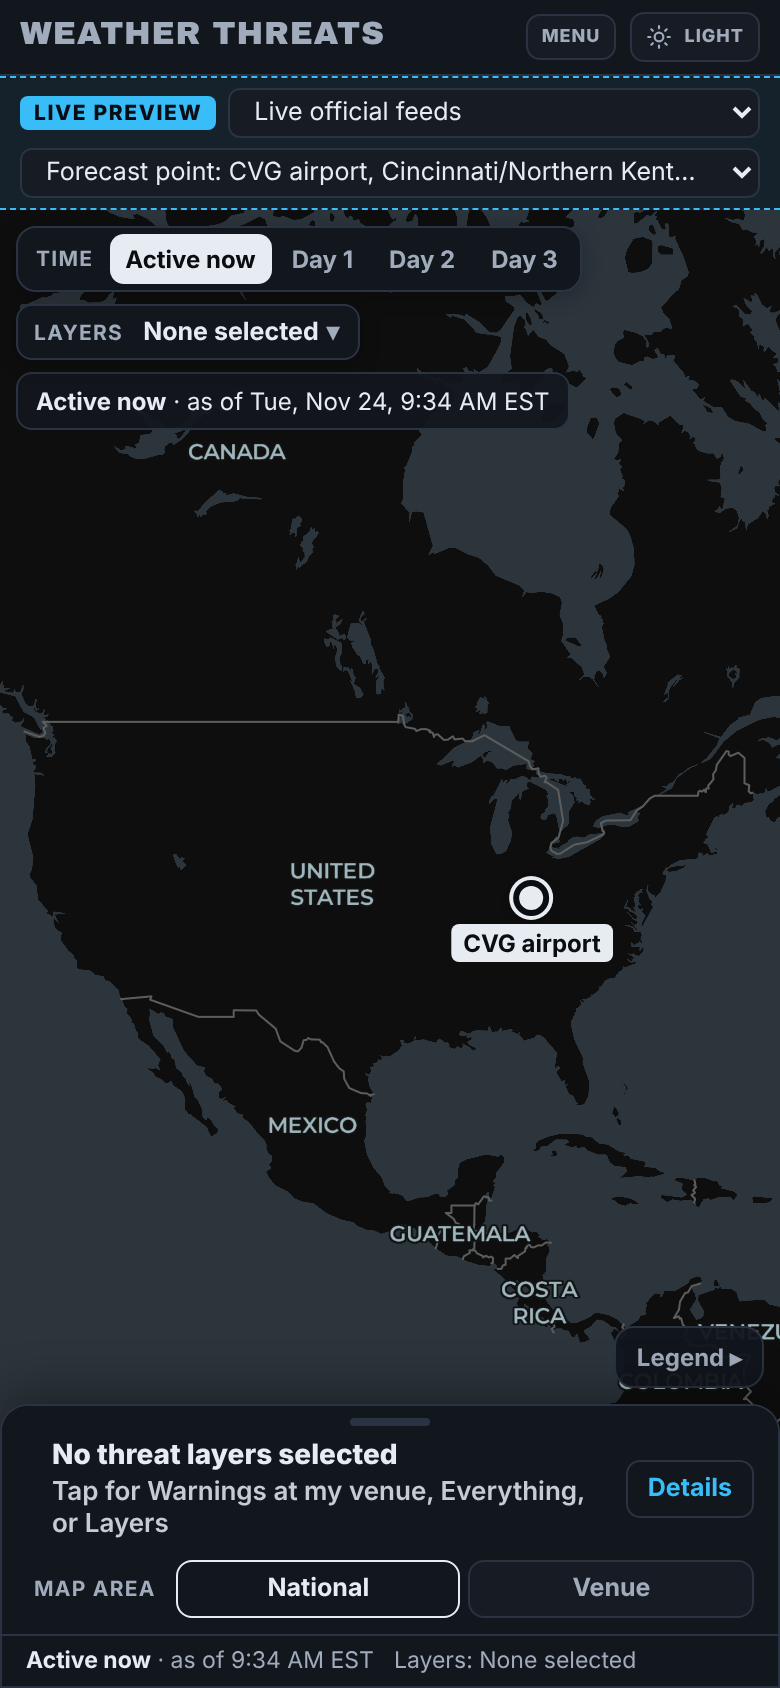 WEATHER THREATS
MENU
LIGHT
LIVE PREVIEW
Live official feeds
Forecast point: CVG airport, Cincinnati/Northern Kent...
TIME Active now Day 1 Day 2 Day 3
LAYERS None selected ▾
Active now · as of Tue, Nov 24, 9:34 AM EST
CANADA
UNITED
STATES
CVG airport
MEXICO
GUATEMALA
COSTA
RICA
VENEZU
Legend ▸
COLOMBIA
No threat layers selected
Tap for Warnings at my venue, Everything,
or Layers
Details
MAP AREA National Venue
Active now · as of 9:34 AM EST Layers: None selected